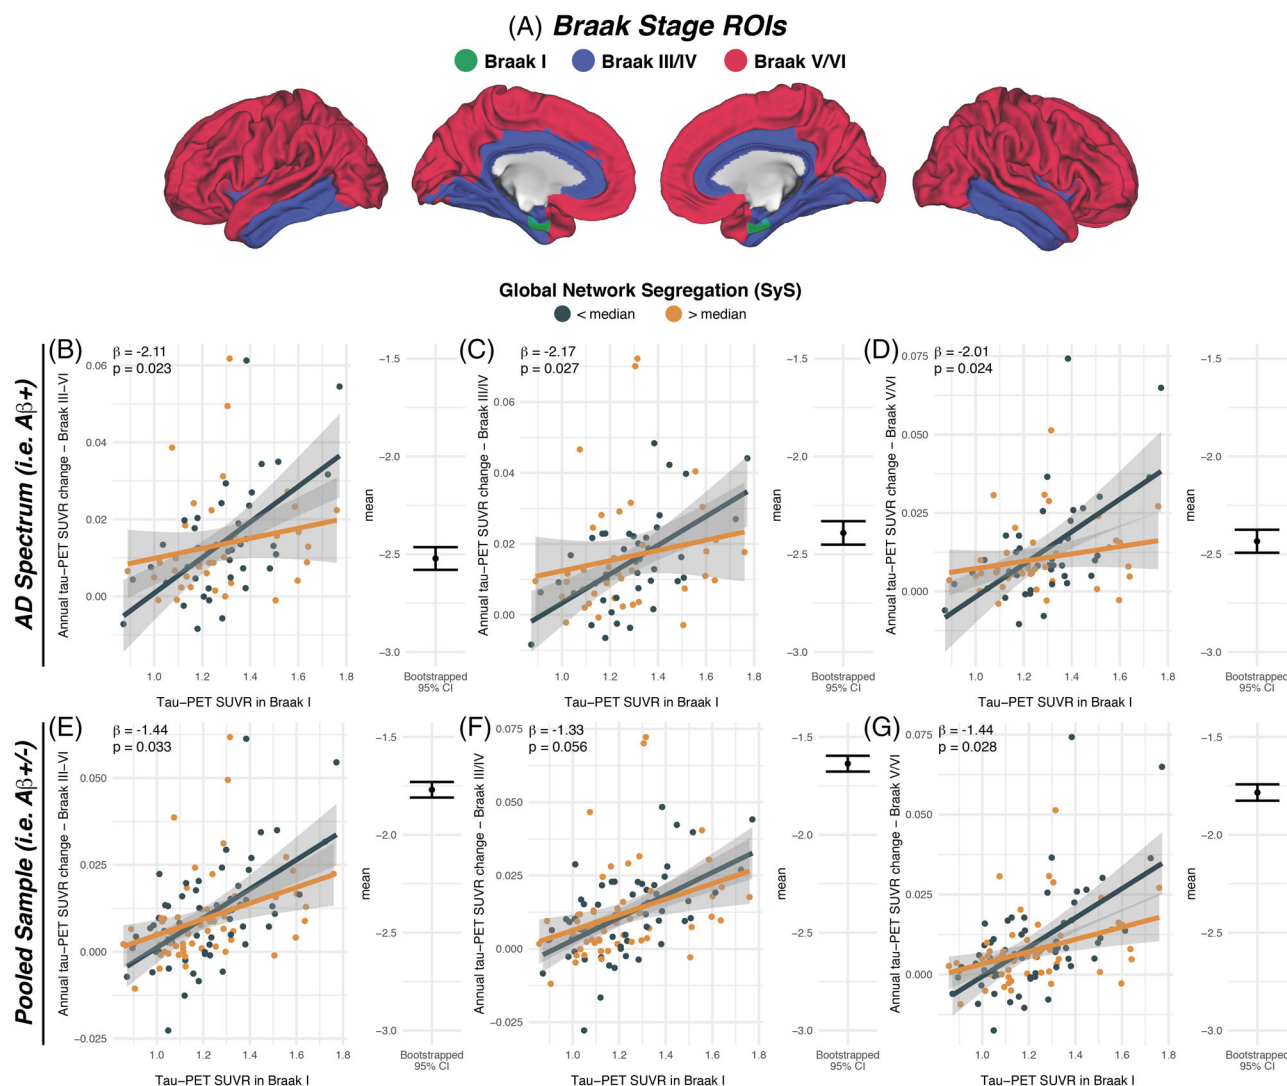 (A) Braak Stage ROIs
Braak I Braak III/IV Braak V/VI
Global Network Segregation (SyS)
< median > median
AD Spectrum (i.e. Aβ+)
(B)
β = -2.11
p = 0.023
Annual tau−PET SUVR change − Braak III−VI
0.06
0.04
0.02
0.00
1.0 1.2 1.4 1.6 1.8
Tau−PET SUVR in Braak I
mean
−1.5
−2.0
−2.5
−3.0
Bootstrapped
95% CI
(C)
β = -2.17
p = 0.027
Annual tau−PET SUVR change − Braak III/IV
0.06
0.04
0.02
0.00
1.0 1.2 1.4 1.6 1.8
Tau−PET SUVR in Braak I
mean
−1.5
−2.0
−2.5
−3.0
Bootstrapped
95% CI
(D)
β = -2.01
p = 0.024
Annual tau−PET SUVR change − Braak V/VI
0.075
0.050
0.025
0.000
1.0 1.2 1.4 1.6 1.8
Tau−PET SUVR in Braak I
mean
−1.5
−2.0
−2.5
−3.0
Bootstrapped
95% CI
Pooled Sample (i.e. Aβ+/-)
(E)
β = -1.44
p = 0.033
Annual tau−PET SUVR change − Braak III−VI
0.050
0.025
0.000
−0.025
1.0 1.2 1.4 1.6 1.8
Tau−PET SUVR in Braak I
mean
−1.5
−2.0
−2.5
−3.0
Bootstrapped
95% CI
(F)
β = -1.33
p = 0.056
Annual tau−PET SUVR change − Braak III/IV
0.075
0.050
0.025
0.000
−0.025
1.0 1.2 1.4 1.6 1.8
Tau−PET SUVR in Braak I
mean
−1.5
−2.0
−2.5
−3.0
Bootstrapped
95% CI
(G)
β = -1.44
p = 0.028
Annual tau−PET SUVR change − Braak V/VI
0.075
0.050
0.025
0.000
1.0 1.2 1.4 1.6 1.8
Tau−PET SUVR in Braak I
mean
−1.5
−2.0
−2.5
−3.0
Bootstrapped
95% CI